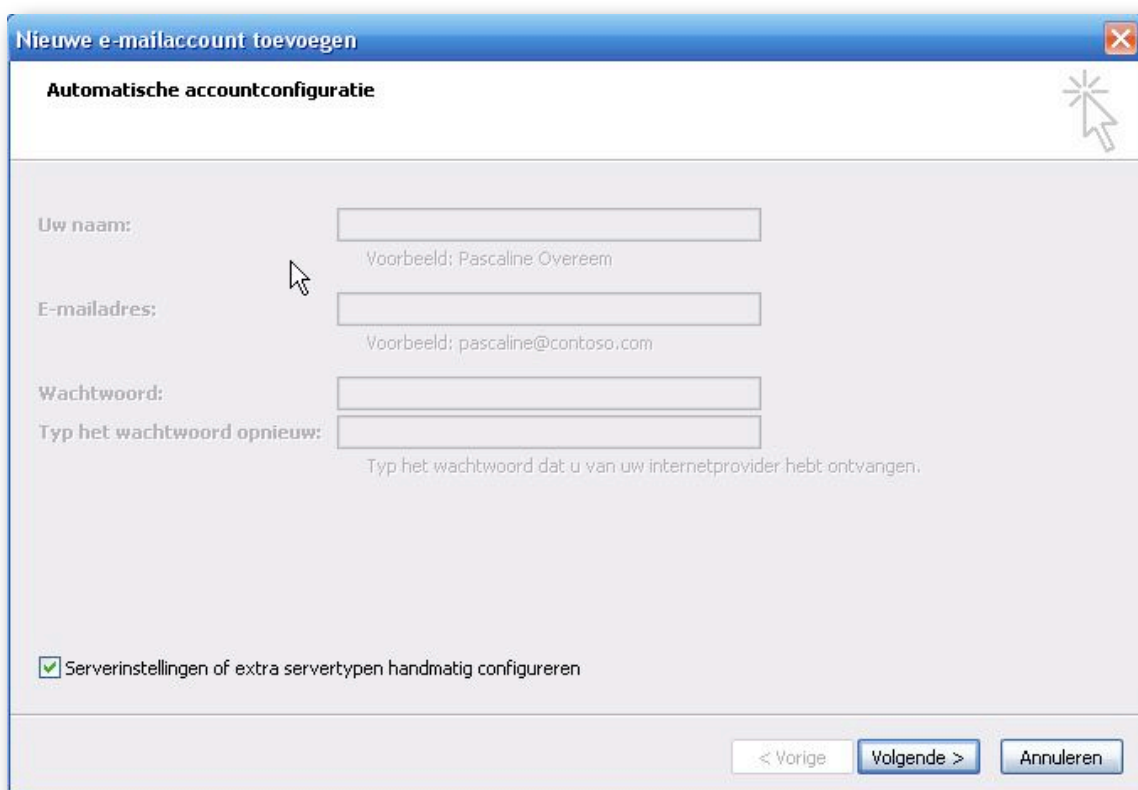 Nieuwe e-mailaccount toevoegen
Automatische accountconfiguratie
Uw naam:
Voorbeeld: Pascaline Overeem
E-mailadres:
Voorbeeld: pascaline@contoso.com
Wachtwoord:
Typ het wachtwoord opnieuw:
Typ het wachtwoord dat u van uw internetprovider hebt ontvangen.
Serverinstellingen of extra servertypen handmatig configureren
< Vorige Volgende > Annuleren